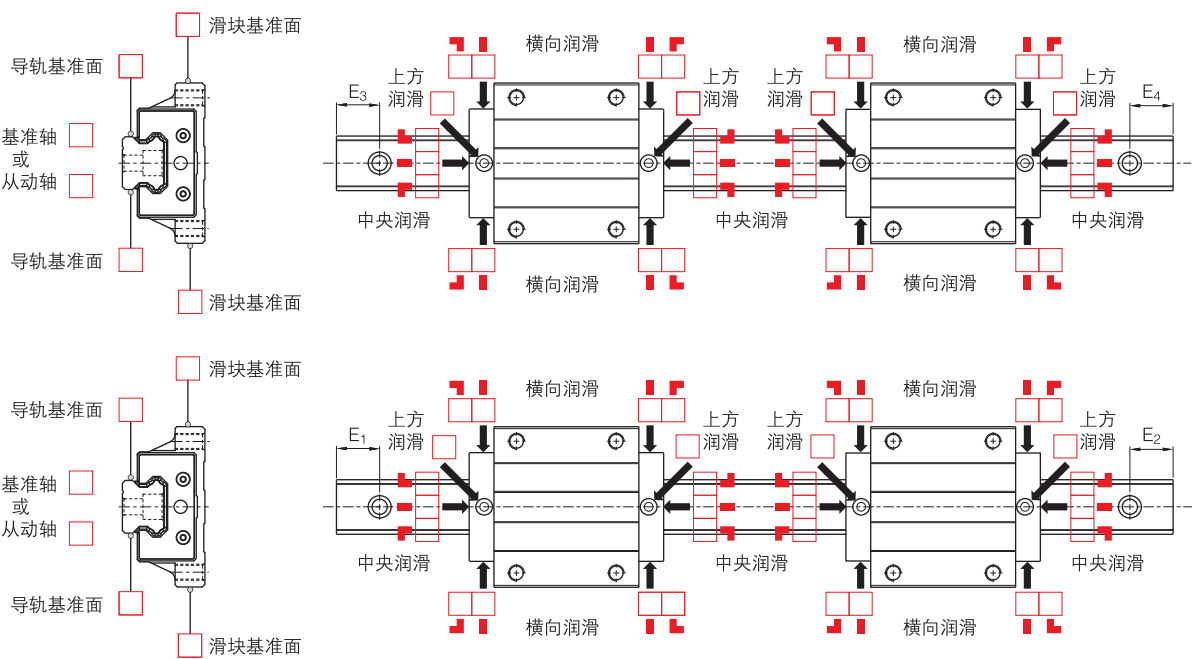 滑块基准面
导轨基准面
基准轴
或
从动轴
导轨基准面
滑块基准面
横向润滑
横向润滑
上方
润滑
上方
润滑
上方
润滑
上方
润滑
E3
E4
中央润滑
中央润滑
中央润滑
横向润滑
横向润滑
滑块基准面
导轨基准面
基准轴
或
从动轴
导轨基准面
滑块基准面
横向润滑
横向润滑
上方
润滑
上方
润滑
上方
润滑
上方
润滑
E1
E2
中央润滑
中央润滑
中央润滑
横向润滑
横向润滑